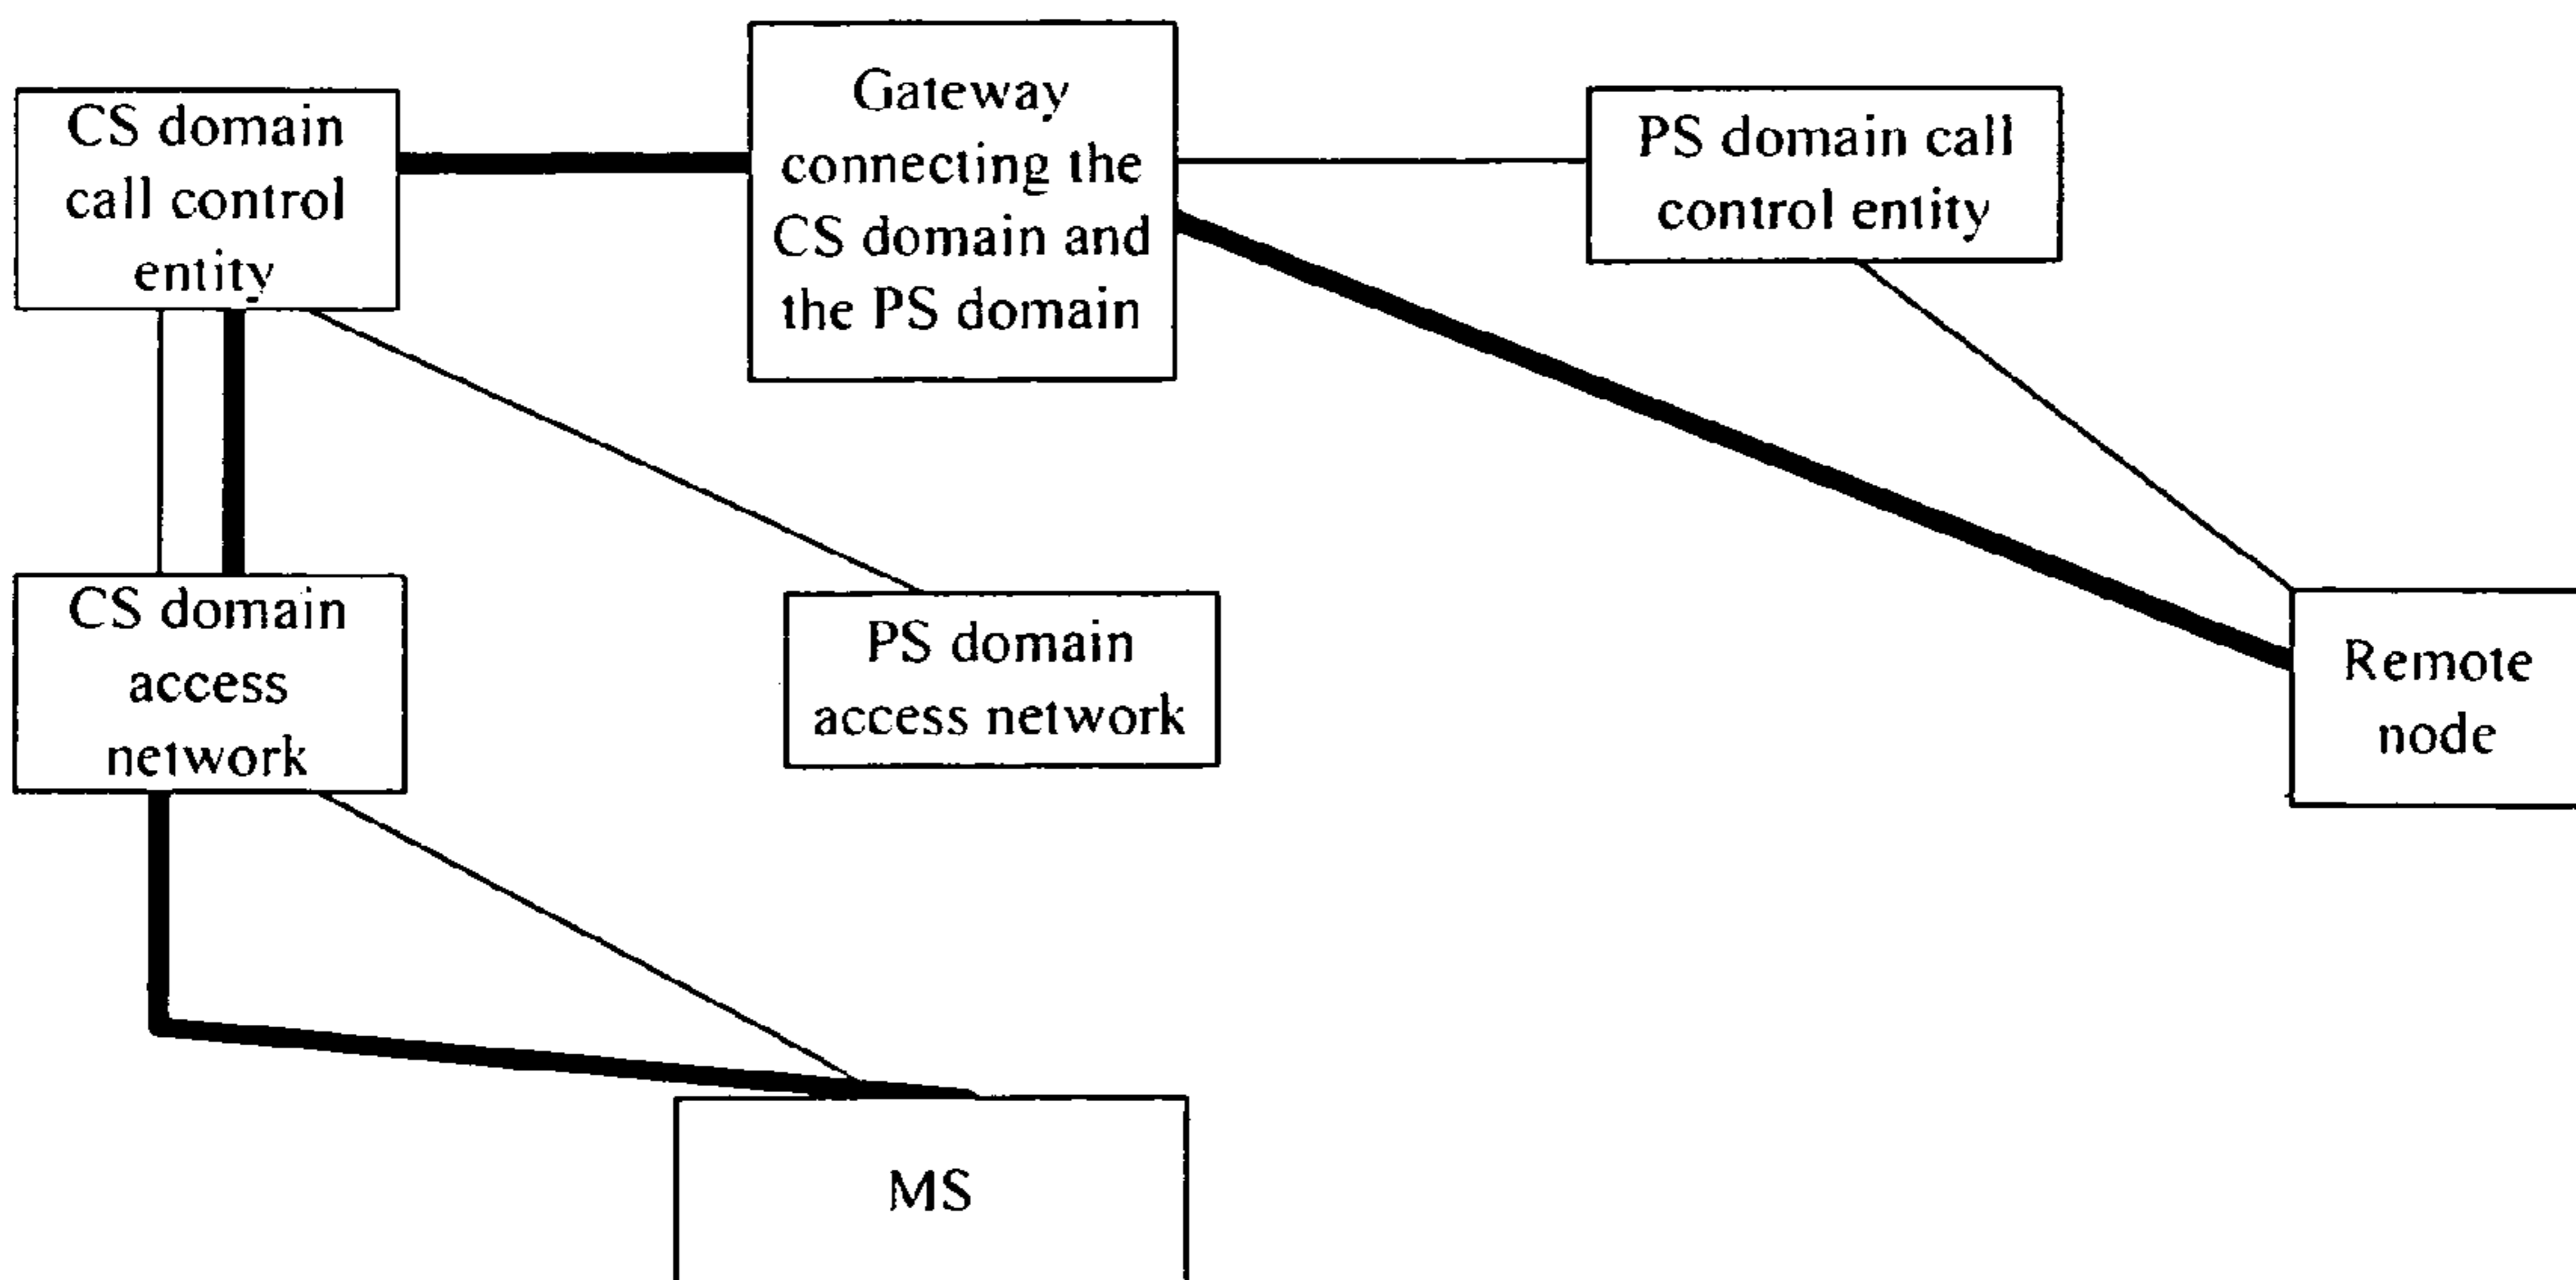 CS domain
call control
entity
Gateway
connecting the
CS domain and
the PS domain
PS domain call
control entity
CS domain
access
network
PS domain
access network
Remote
node
MS